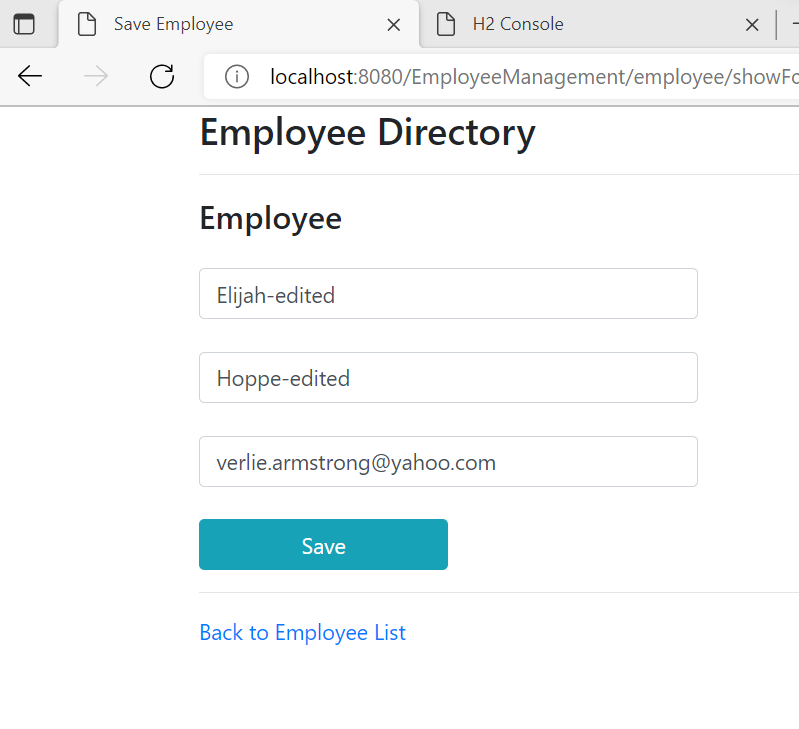 Save Employee
H2 Console
localhost:8080/EmployeeManagement/employee/showFo
Employee Directory
Employee
Elijah-edited
Hoppe-edited
verlie.armstrong@yahoo.com
Save
Back to Employee List